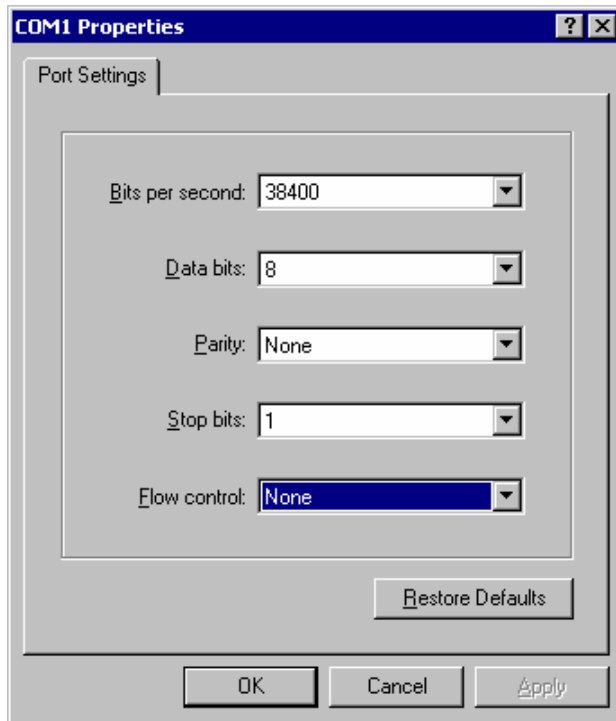 COM1 Properties
Port Settings
Bits per second: 38400
Data bits: 8
Parity: None
Stop bits: 1
Flow control: None
Restore Defaults
OK Cancel Apply